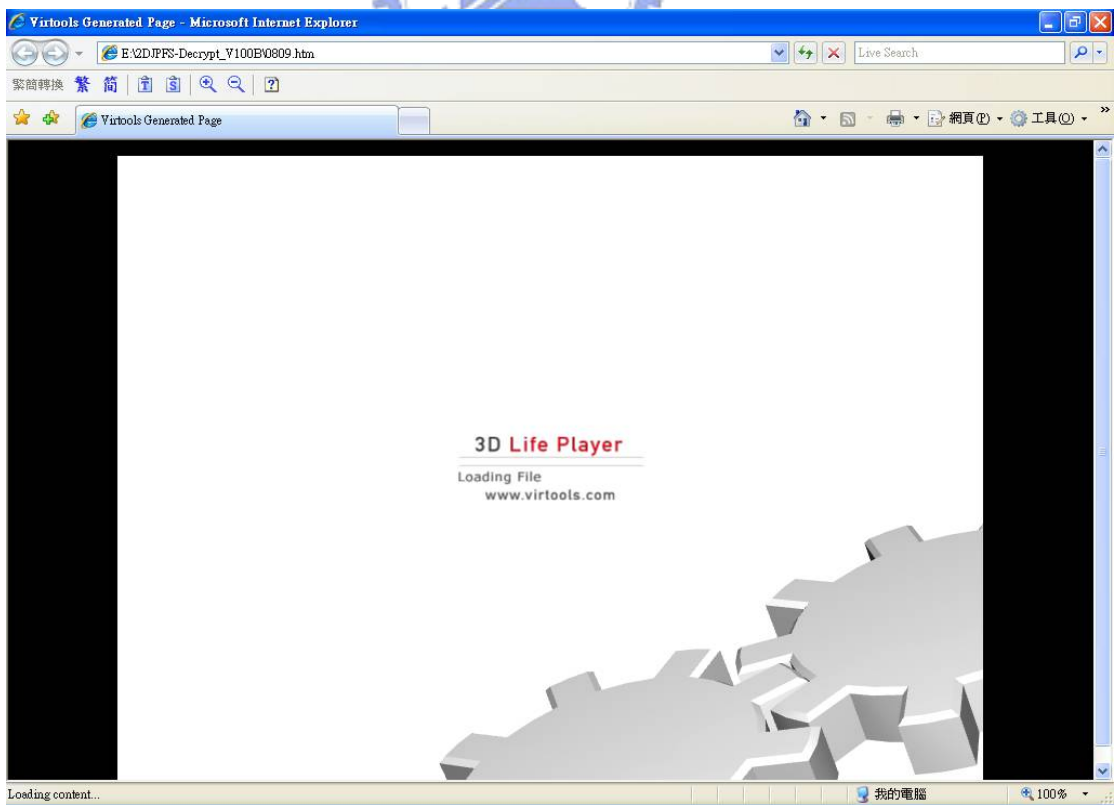 Virtools Generated Page - Microsoft Internet Explorer
E:\2DJPFS-Decrypt_V100B\0809.htm
Live Search
繁簡轉換 繁 简
Virtools Generated Page
網頁(P) 工具(O)
3D Life Player
Loading File
www.virtools.com
Loading content...
我的電腦
100%